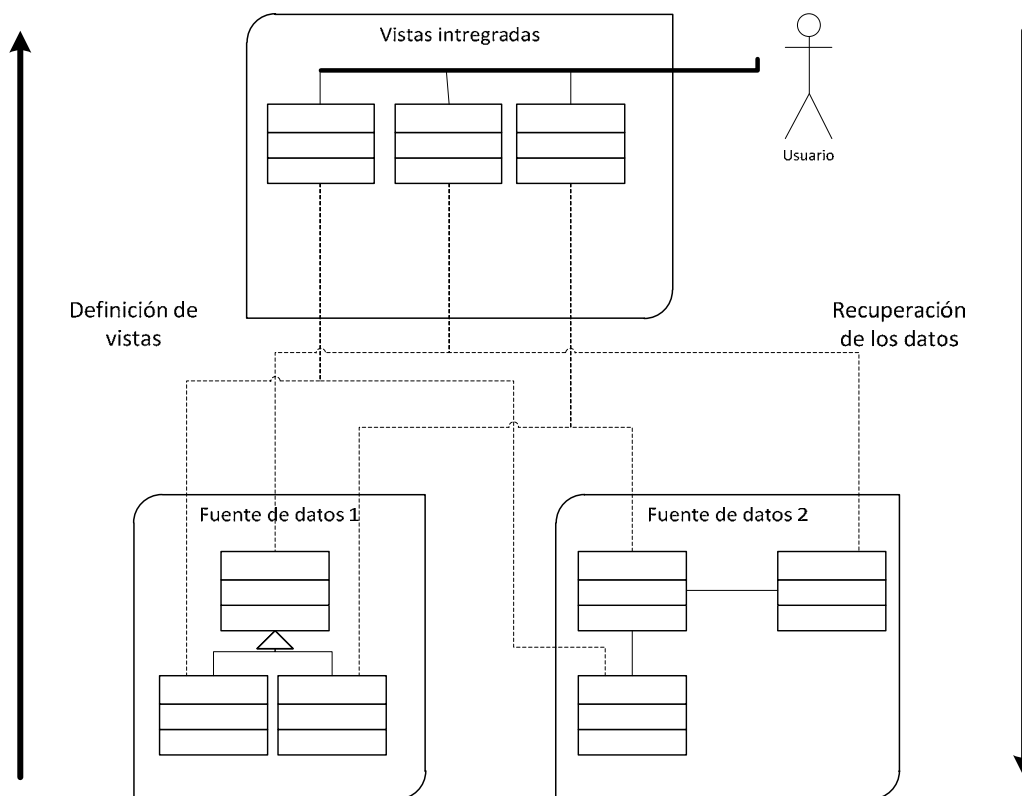 Vistas intregradas
Usuario
Definición de
vistas
Recuperación
de los datos
Fuente de datos 1
Fuente de datos 2